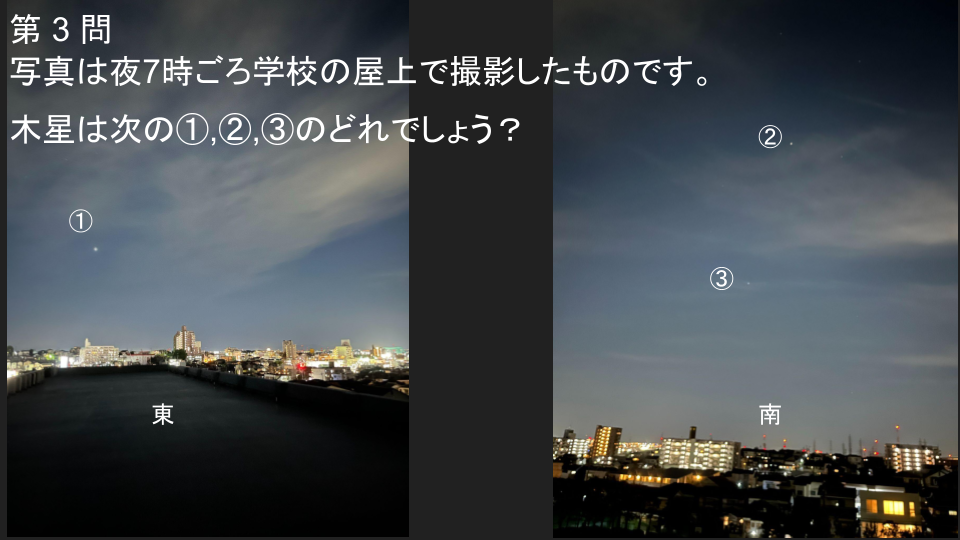 第 3 問
写真は夜7時ごろ学校の屋上で撮影したものです。
木星は次の①,②,③のどれでしょう？
①
②
③
東
南